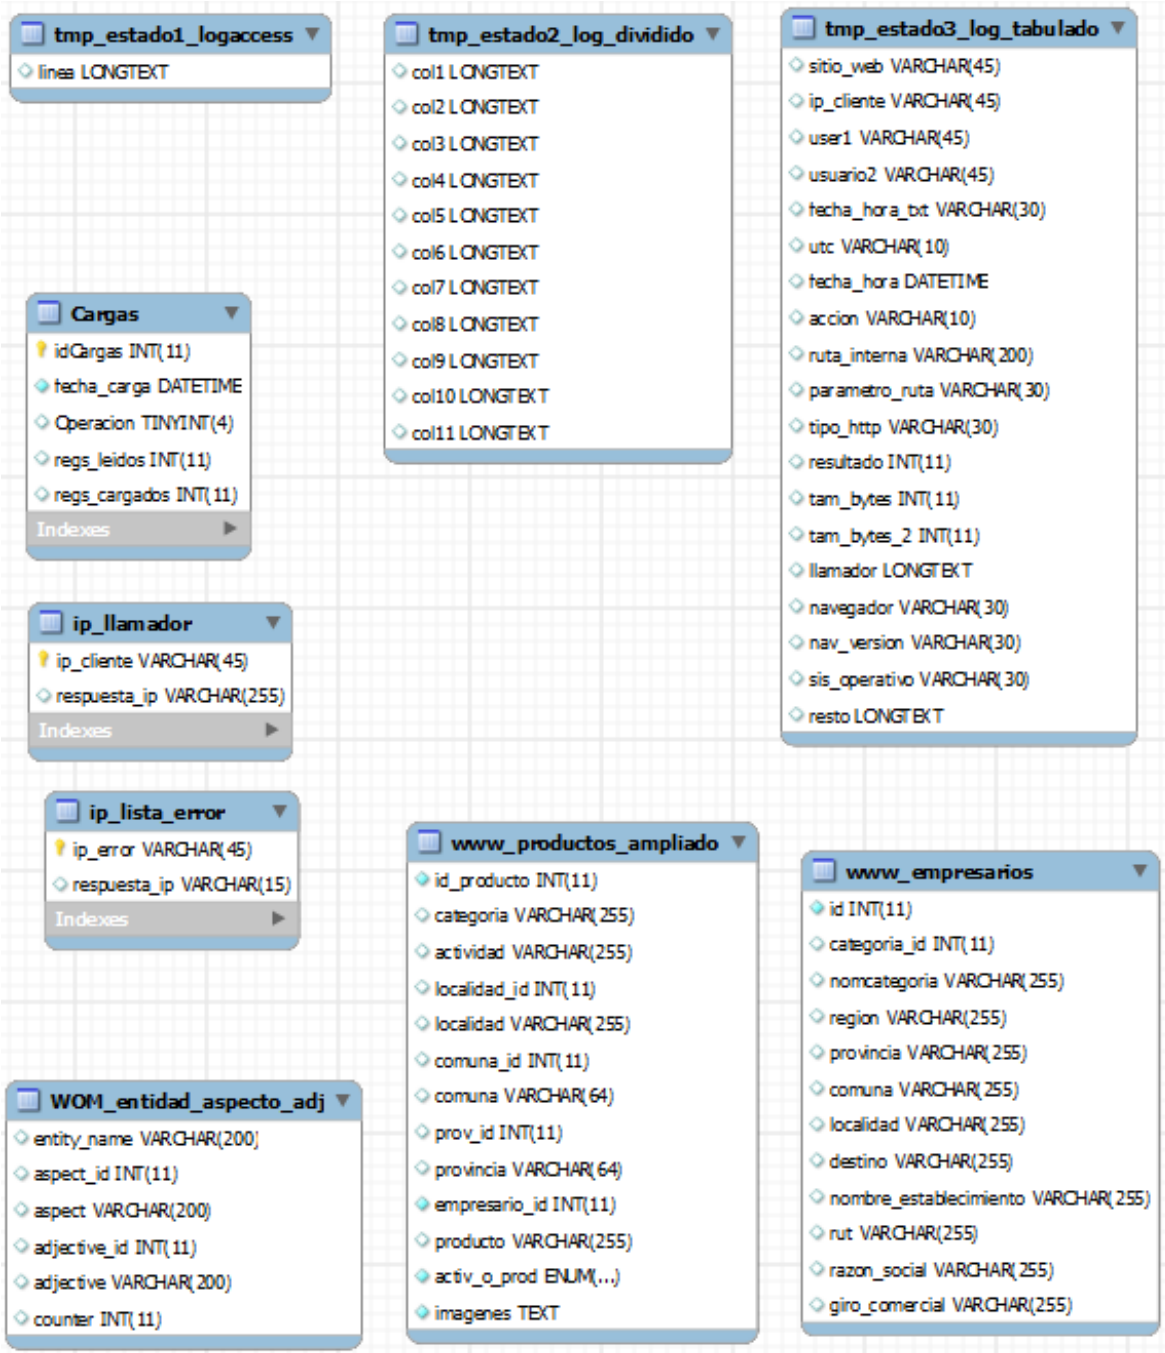 tmp_estado1_logaccess
linea LONGTEXT
tmp_estado2_log_dividido
col1 LONGTEXT
col2 LONGTEXT
col3 LONGTEXT
col4 LONGTEXT
col5 LONGTEXT
col6 LONGTEXT
col7 LONGTEXT
col8 LONGTEXT
col9 LONGTEXT
col10 LONGTEXT
col11 LONGTEXT
tmp_estado3_log_tabulado
sitio_web VARCHAR(45)
ip_cliente VARCHAR(45)
user1 VARCHAR(45)
usuario2 VARCHAR(45)
fecha_hora_txt VARCHAR(30)
utc VARCHAR(10)
fecha_hora DATETIME
accion VARCHAR(10)
ruta_interna VARCHAR(200)
parametro_ruta VARCHAR(30)
tipo_http VARCHAR(30)
resultado INT(11)
tam_bytes INT(11)
tam_bytes_2 INT(11)
llamador LONGTEXT
navegador VARCHAR(30)
nav_version VARCHAR(30)
sis_operativo VARCHAR(30)
resto LONGTEXT
Cargas
idCargas INT(11)
fecha_carga DATETIME
Operacion TINYINT(4)
regs_leidos INT(11)
regs_cargados INT(11)
Indexes
ip_llamador
ip_cliente VARCHAR(45)
respuesta_ip VARCHAR(255)
Indexes
ip_lista_error
ip_error VARCHAR(45)
respuesta_ip VARCHAR(15)
Indexes
WOM_entidad_aspecto_adj
entity_name VARCHAR(200)
aspect_id INT(11)
aspect VARCHAR(200)
adjective_id INT(11)
adjective VARCHAR(200)
counter INT(11)
www_productos_ampliado
id_producto INT(11)
categoria VARCHAR(255)
actividad VARCHAR(255)
localidad_id INT(11)
localidad VARCHAR(255)
comuna_id INT(11)
comuna VARCHAR(64)
prov_id INT(11)
provincia VARCHAR(64)
empresario_id INT(11)
producto VARCHAR(255)
activ_o_prod ENUM(...)
imagenes TEXT
www_empresarios
id INT(11)
categoria_id INT(11)
nomcategoria VARCHAR(255)
region VARCHAR(255)
provincia VARCHAR(255)
comuna VARCHAR(255)
localidad VARCHAR(255)
destino VARCHAR(255)
nombre_establecimiento VARCHAR(255)
rut VARCHAR(255)
razon_social VARCHAR(255)
giro_comercial VARCHAR(255)